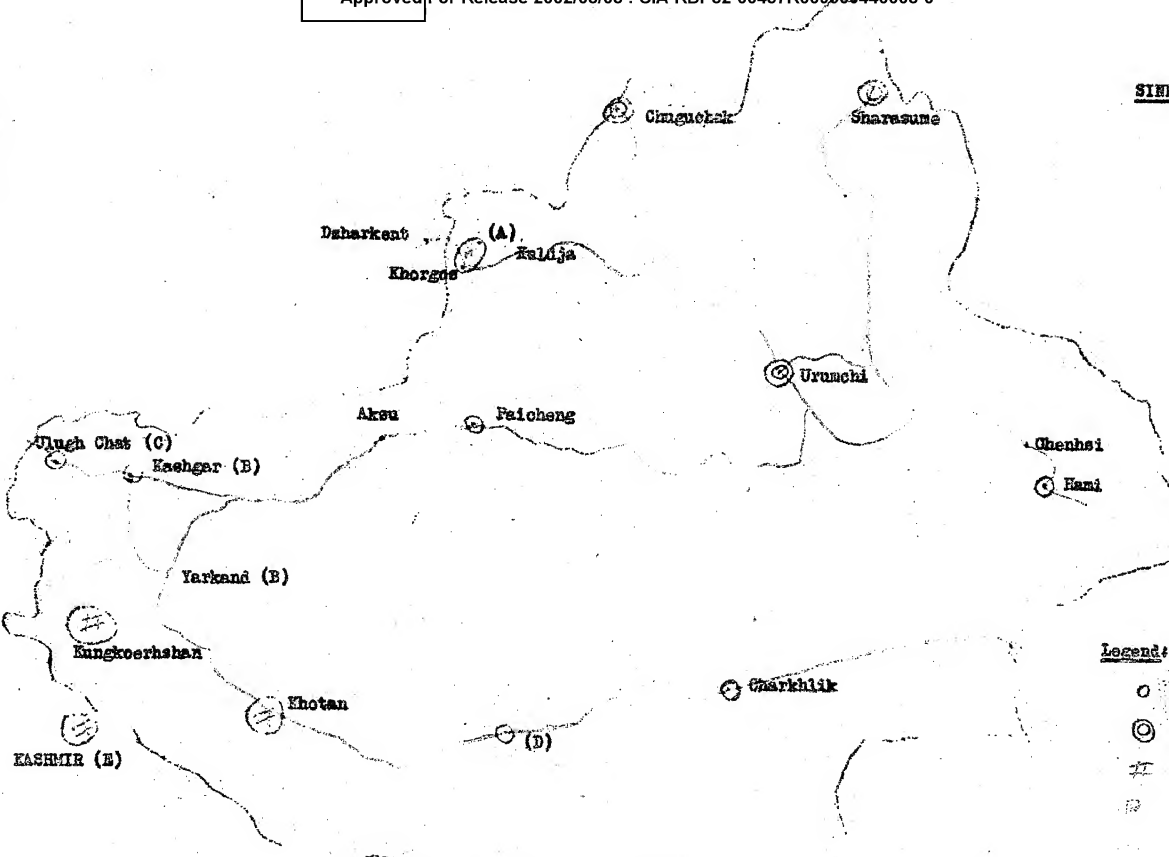 Approved For Release
SINK
Chuguchak
Sharasume
Dzharkent
(A)
Kuldja
Khorgos
Urumchi
Aksu
Paicheng
Ulugh Chat (C)
Kashgar (B)
Chenhsi
Hami
Yarkand (B)
Kungkoerhshan
Legend:
Charkhlik
Khotan
(D)
KASHMIR (E)